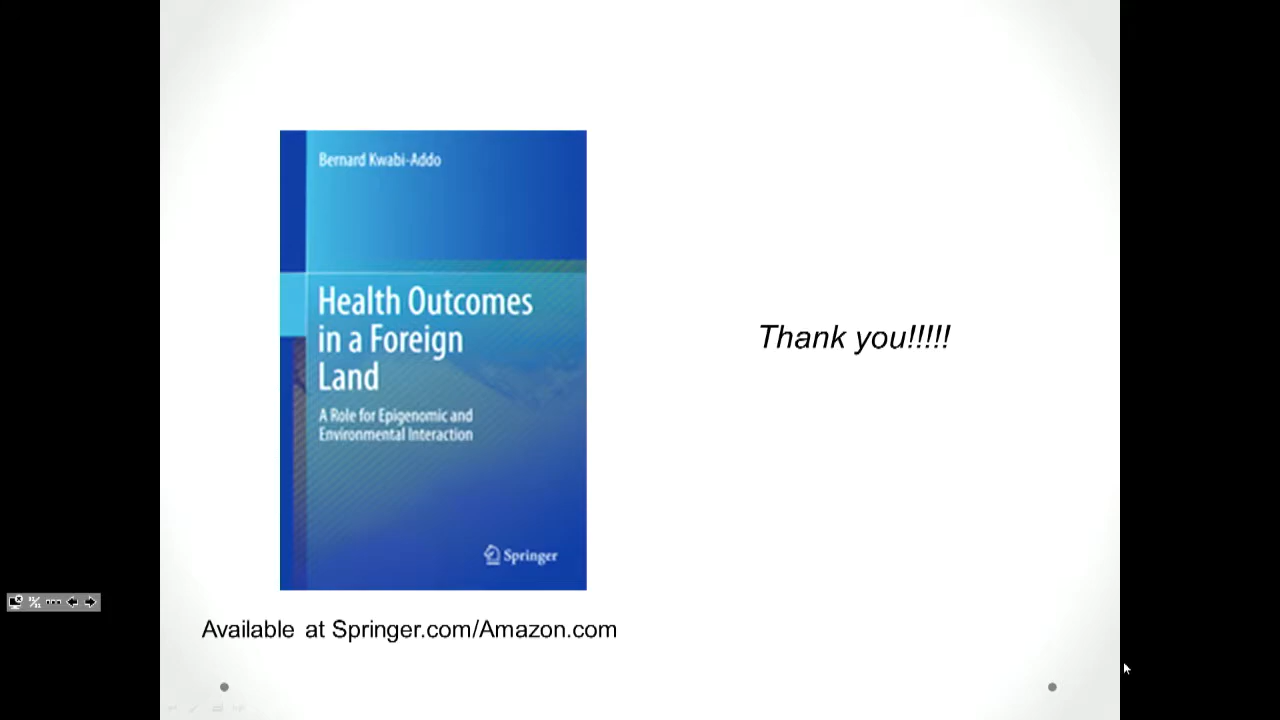 Bernard Kwabi-Addo
Health Outcomes
in a Foreign
Land
A Role for Epigenomic and
Environmental Interaction
Springer
Thank you!!!!!
Available at Springer.com/Amazon.com